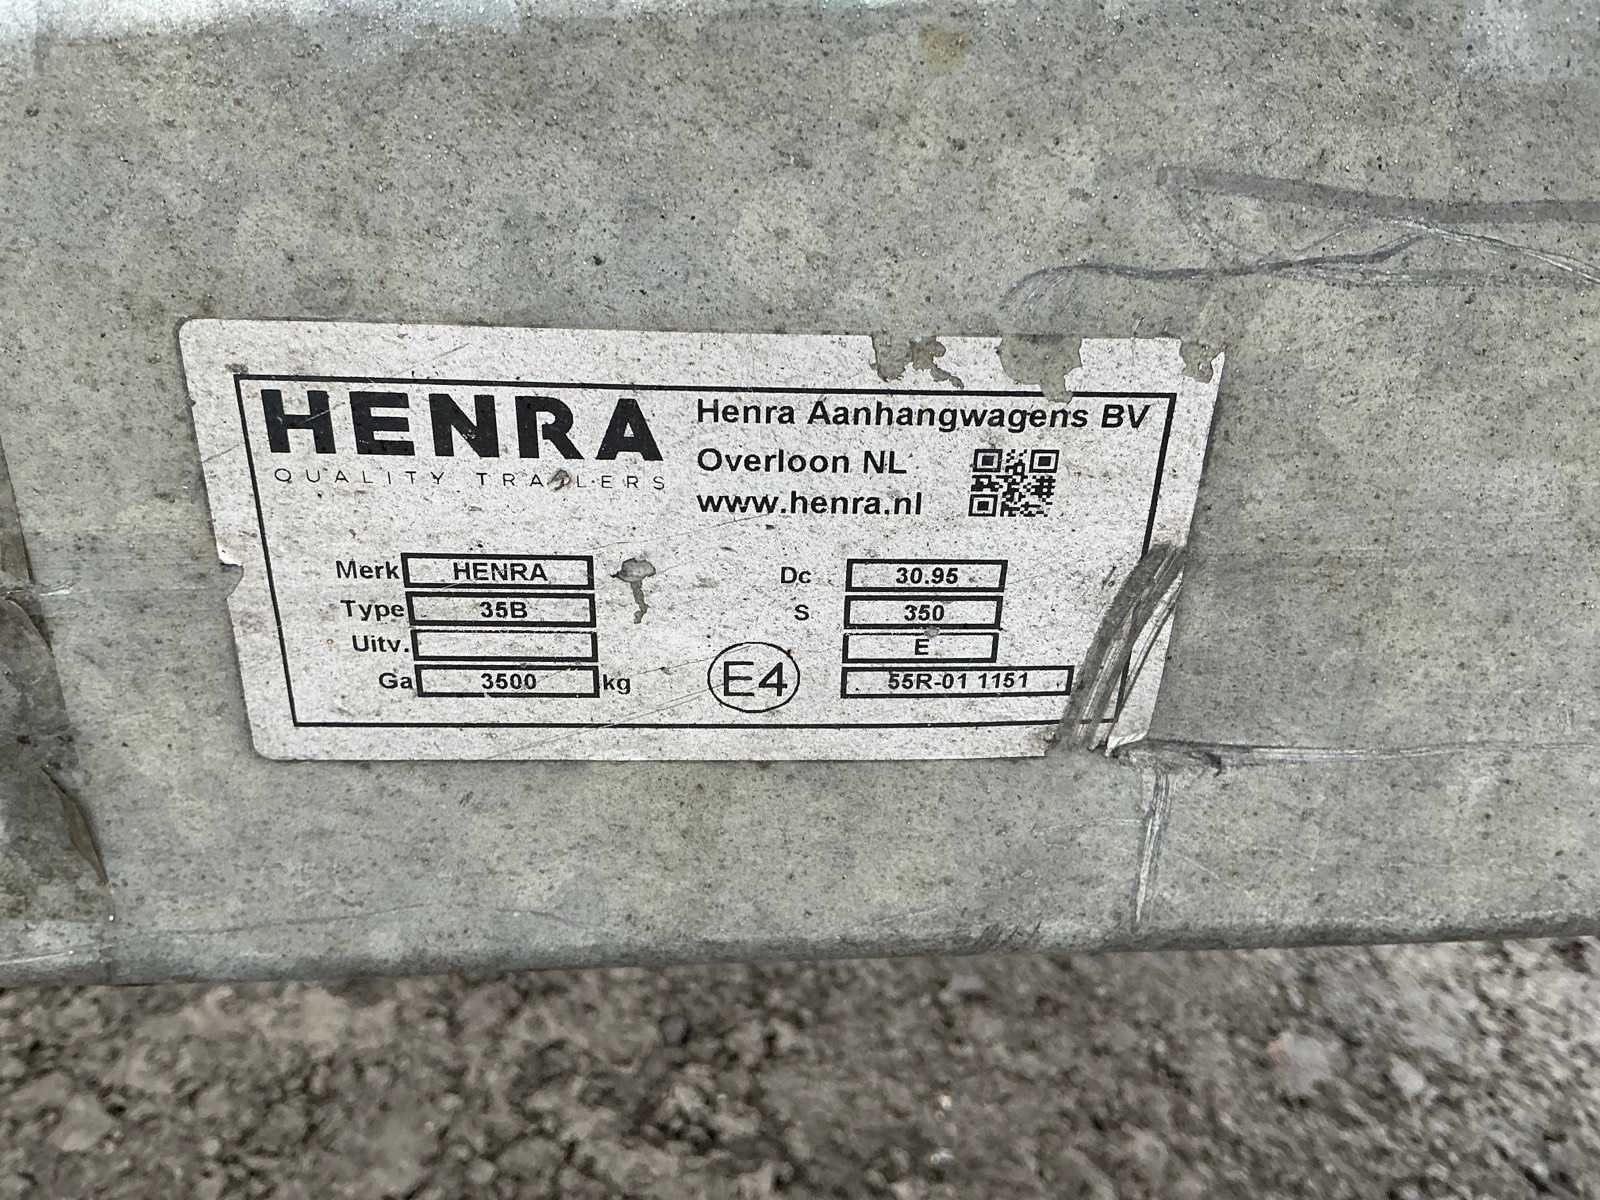 HENRA
QUALITY TRAILERS
Henra Aanhangwagens BV
Overloon NL
www.henra.nl
Merk HENRA
Type 35B
Uitv.
Ga 3500 kg
Dc 30.95
S 350
E
E4 55R-01 1151